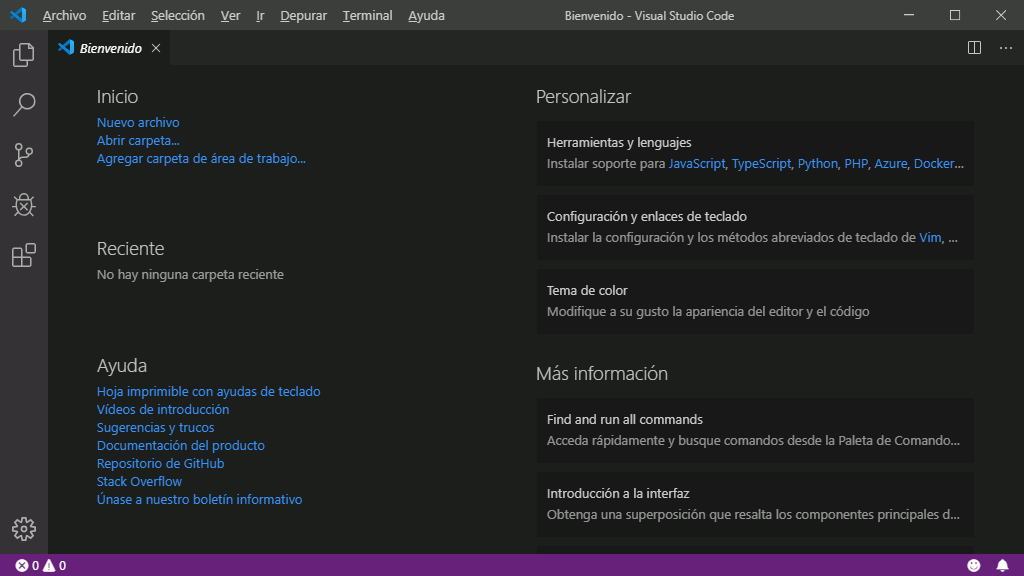 Archivo Editar Selección Ver Ir Depurar Terminal Ayuda Bienvenido - Visual Studio Code
Bienvenido
Inicio
Nuevo archivo
Abrir carpeta...
Agregar carpeta de área de trabajo...
Reciente
No hay ninguna carpeta reciente
Ayuda
Hoja imprimible con ayudas de teclado
Vídeos de introducción
Sugerencias y trucos
Documentación del producto
Repositorio de GitHub
Stack Overflow
Únase a nuestro boletín informativo
Personalizar
Herramientas y lenguajes
Instalar soporte para JavaScript, TypeScript, Python, PHP, Azure, Docker...
Configuración y enlaces de teclado
Instalar la configuración y los métodos abreviados de teclado de Vim, ...
Tema de color
Modifique a su gusto la apariencia del editor y el código
Más información
Find and run all commands
Acceda rápidamente y busque comandos desde la Paleta de Comando...
Introducción a la interfaz
Obtenga una superposición que resalta los componentes principales d...
0 0